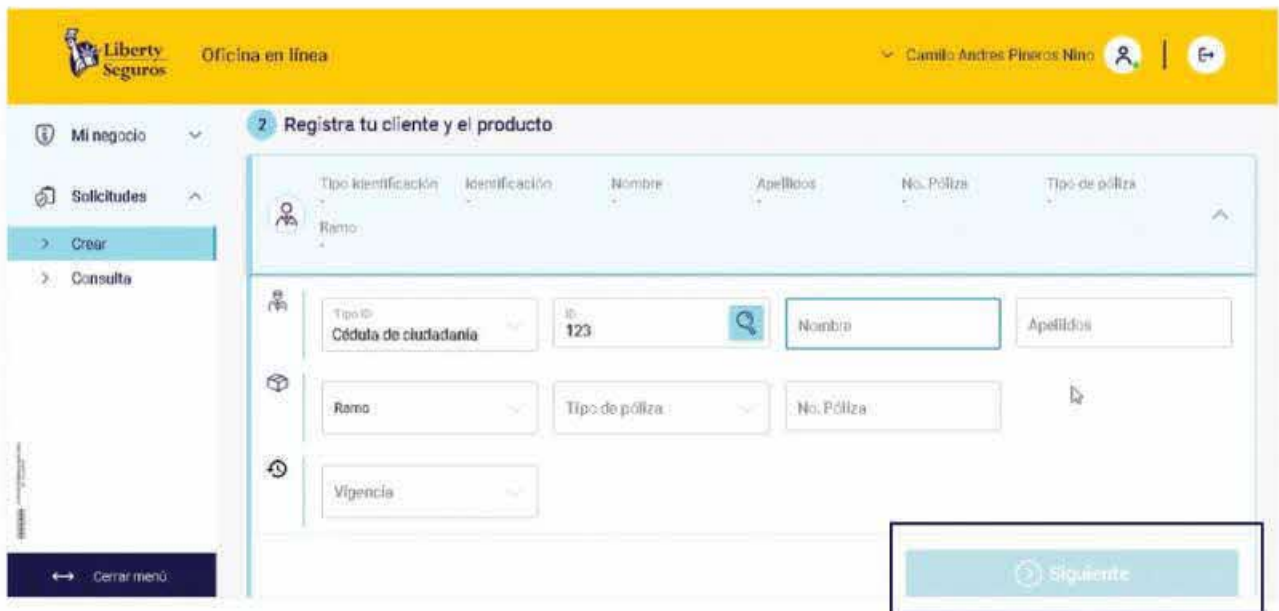 Liberty
Seguros
Oficina en línea
Camilo Andres Pineros Nino
Mi negocio
Solicitudes
Crear
Consulta
Cerrar menú
2 Registra tu cliente y el producto
Tipo identificación Identificación Nombre Apellidos No. Póliza Tipo de póliza
- - - - - -
Ramo
-
Tipo ID ID
Cédula de ciudadanía 123 Nombre Apellidos
Ramo Tipo de póliza No. Póliza
Vigencia
Siguiente